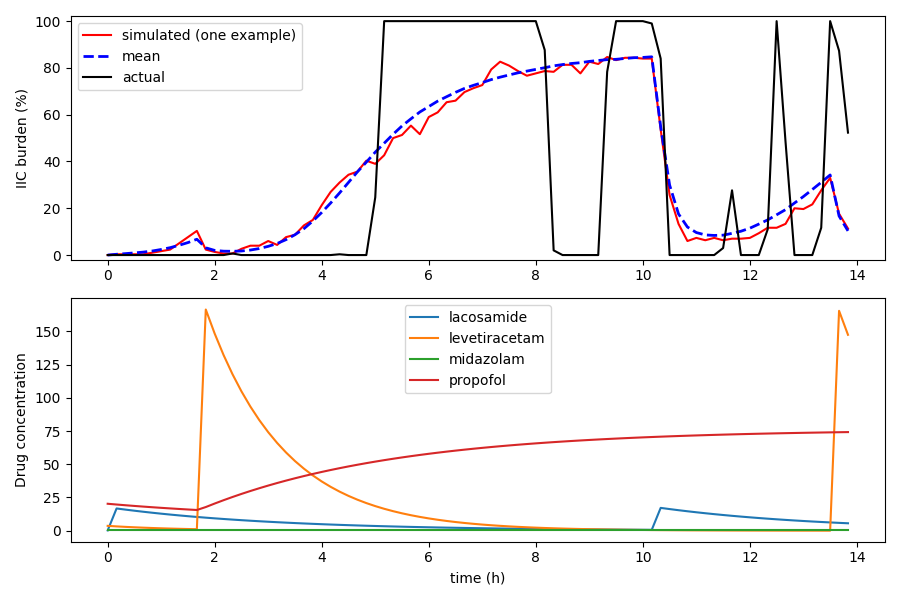 100
80
60
40
20
0
IIC burden (%)
simulated (one example)
mean
actual
0 2 4 6 8 10 12 14
150
125
100
75
50
25
0
Drug concentration
lacosamide
levetiracetam
midazolam
propofol
0 2 4 6 8 10 12 14
time (h)